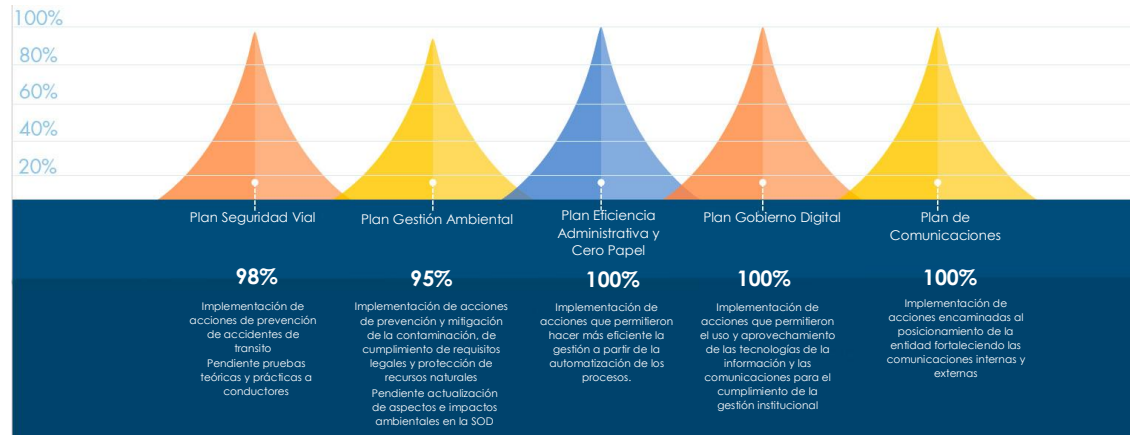 100%
80%
60%
40%
20%
Plan Seguridad Vial
98%
Implementación de
acciones de prevención
de accidentes de
transito
Pendiente pruebas
teóricas y prácticas a
conductores
Plan Gestión Ambiental
95%
Implementación de acciones
de prevención y mitigación
de la contaminación, de
cumplimiento de requisitos
legales y protección de
recursos naturales
Pendiente actualización
de aspectos e impactos
ambientales en la SOD
Plan Eficiencia
Administrativa y
Cero Papel
100%
Implementación de
acciones que permitieron
hacer más eficiente la
gestión a partir de la
automatización de los
procesos.
Plan Gobierno Digital
100%
Implementación de
acciones que permitieron
el uso y aprovechamiento
de las tecnologías de la
información y las
comunicaciones para el
cumplimiento de la
gestión institucional
Plan de
Comunicaciones
100%
Implementación de
acciones encaminadas al
posicionamiento de la
entidad fortaleciendo las
comunicaciones internas y
externas